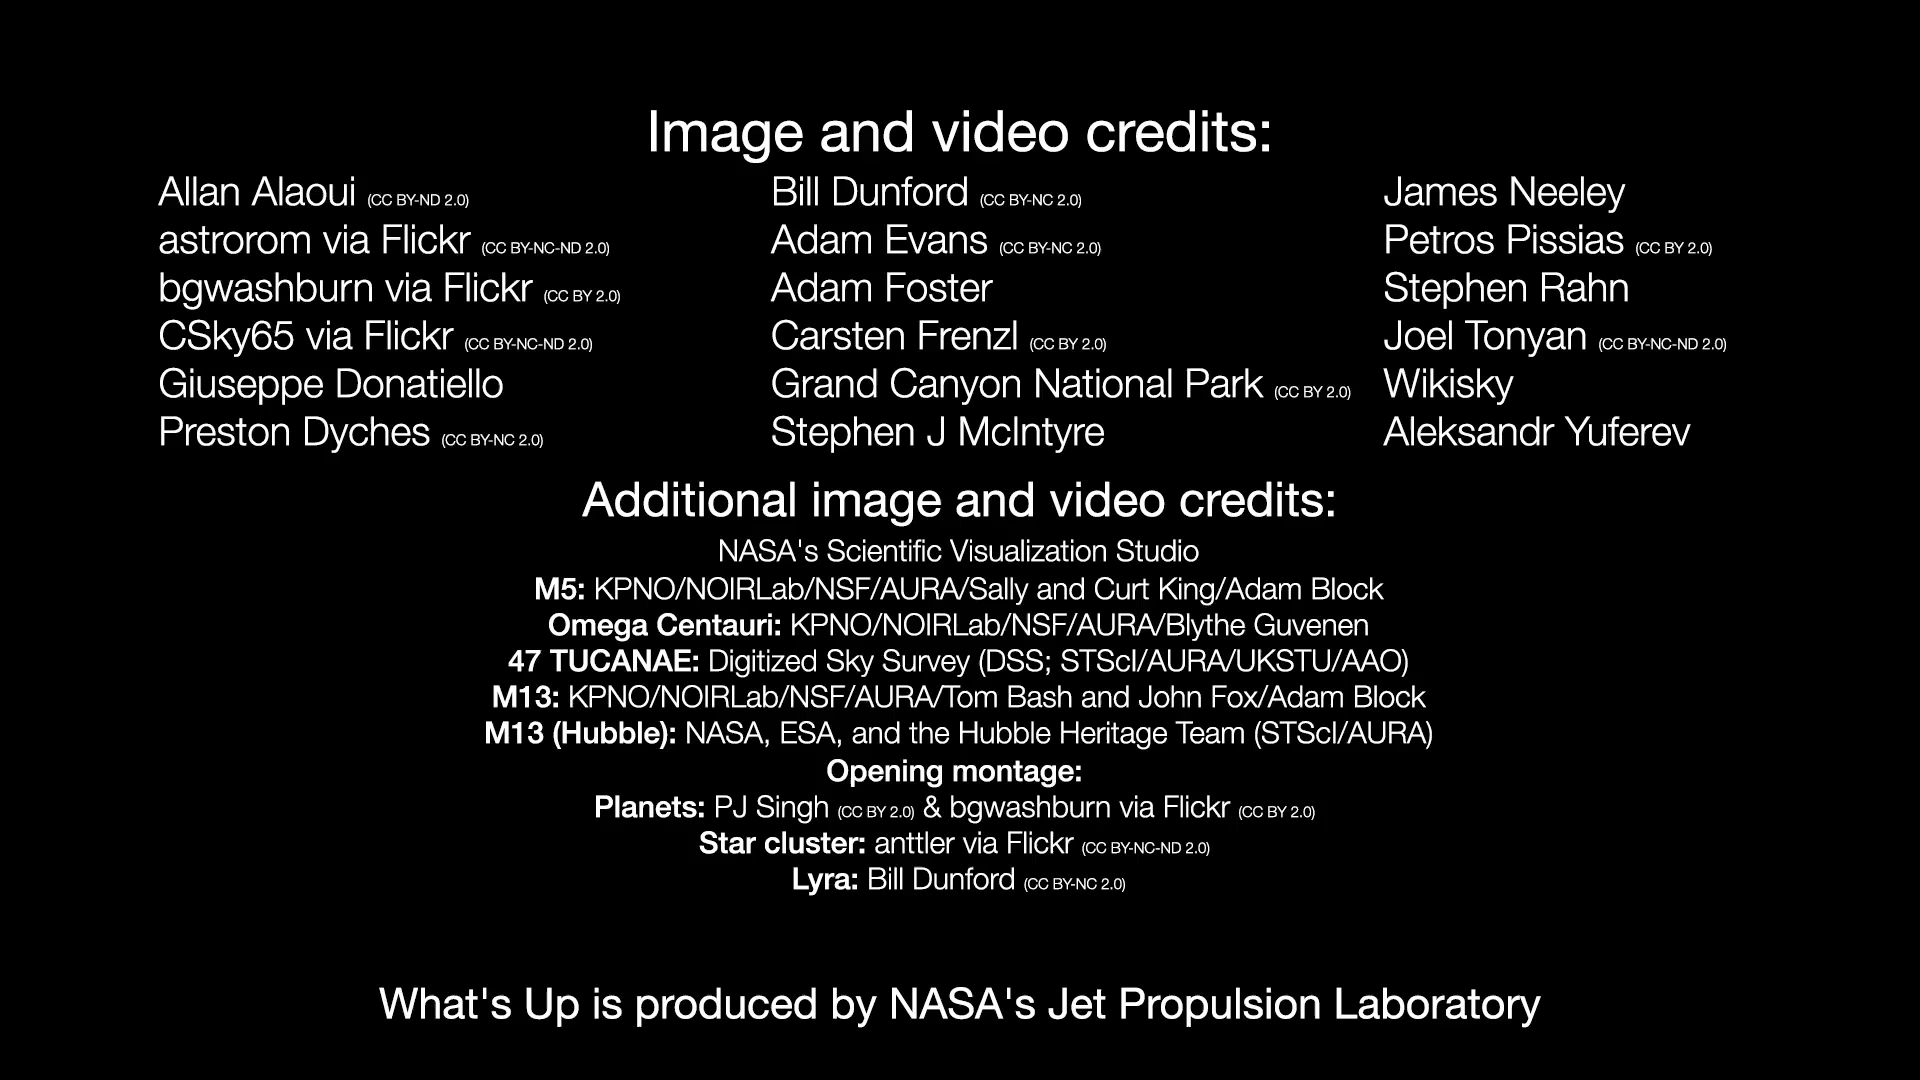 Image and video credits:
Allan Alaoui (CC BY-ND 2.0)
astrorom via Flickr (CC BY-NC-ND 2.0)
bgwashburn via Flickr (CC BY 2.0)
CSky65 via Flickr (CC BY-NC-ND 2.0)
Giuseppe Donatiello
Preston Dyches (CC BY-NC 2.0)
Bill Dunford (CC BY-NC 2.0)
Adam Evans (CC BY-NC 2.0)
Adam Foster
Carsten Frenzl (CC BY 2.0)
Grand Canyon National Park (CC BY 2.0)
Stephen J McIntyre
James Neeley
Petros Pissias (CC BY 2.0)
Stephen Rahn
Joel Tonyan (CC BY-NC-ND 2.0)
Wikisky
Aleksandr Yuferev
Additional image and video credits:
NASA's Scientific Visualization Studio
M5: KPNO/NOIRLab/NSF/AURA/Sally and Curt King/Adam Block
Omega Centauri: KPNO/NOIRLab/NSF/AURA/Blythe Guvenen
47 TUCANAE: Digitized Sky Survey (DSS; STScI/AURA/UKSTU/AAO)
M13: KPNO/NOIRLab/NSF/AURA/Tom Bash and John Fox/Adam Block
M13 (Hubble): NASA, ESA, and the Hubble Heritage Team (STScI/AURA)
Opening montage:
Planets: PJ Singh (CC BY 2.0) & bgwashburn via Flickr (CC BY 2.0)
Star cluster: anttler via Flickr (CC BY-NC-ND 2.0)
Lyra: Bill Dunford (CC BY-NC 2.0)
What's Up is produced by NASA's Jet Propulsion Laboratory